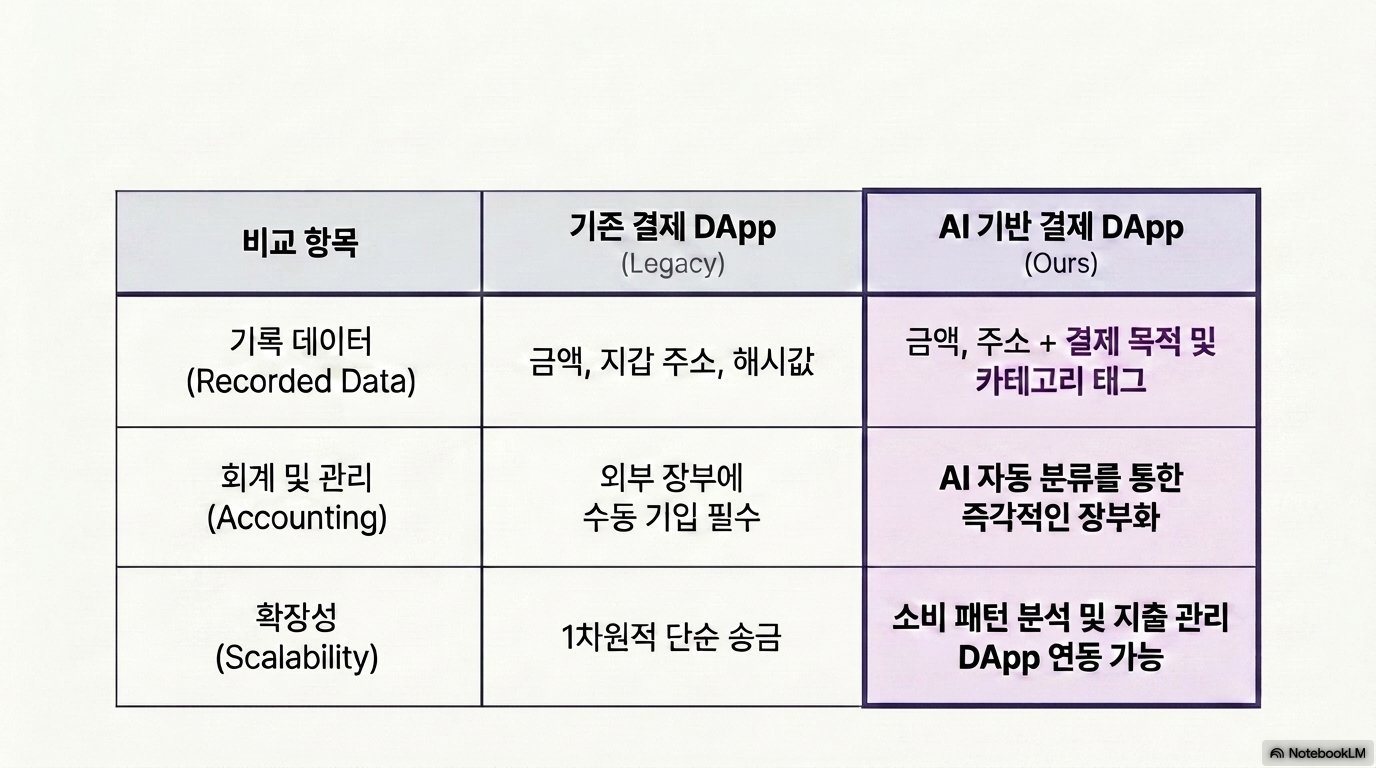 비교 항목
기존 결제 DApp
(Legacy)
AI 기반 결제 DApp
(Ours)
기록 데이터
(Recorded Data)
금액, 지갑 주소, 해시값
금액, 주소 + 결제 목적 및
카테고리 태그
회계 및 관리
(Accounting)
외부 장부에
수동 기입 필수
AI 자동 분류를 통한
즉각적인 장부화
확장성
(Scalability)
1차원적 단순 송금
소비 패턴 분석 및 지출 관리
DApp 연동 가능
NotebookLM